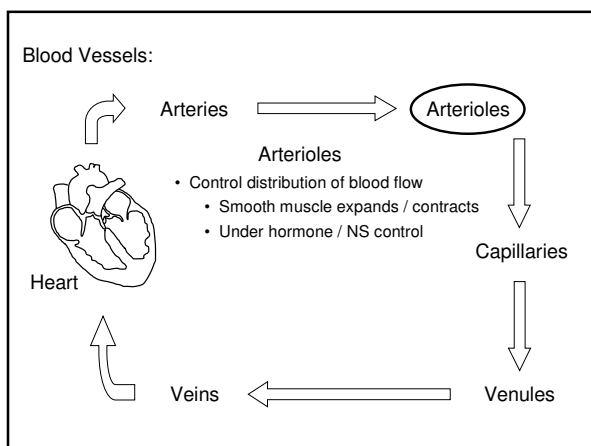 Blood Vessels:
Arteries
Arterioles
Arterioles
• Control distribution of blood flow
• Smooth muscle expands / contracts
• Under hormone / NS control
Capillaries
Heart
Veins
Venules